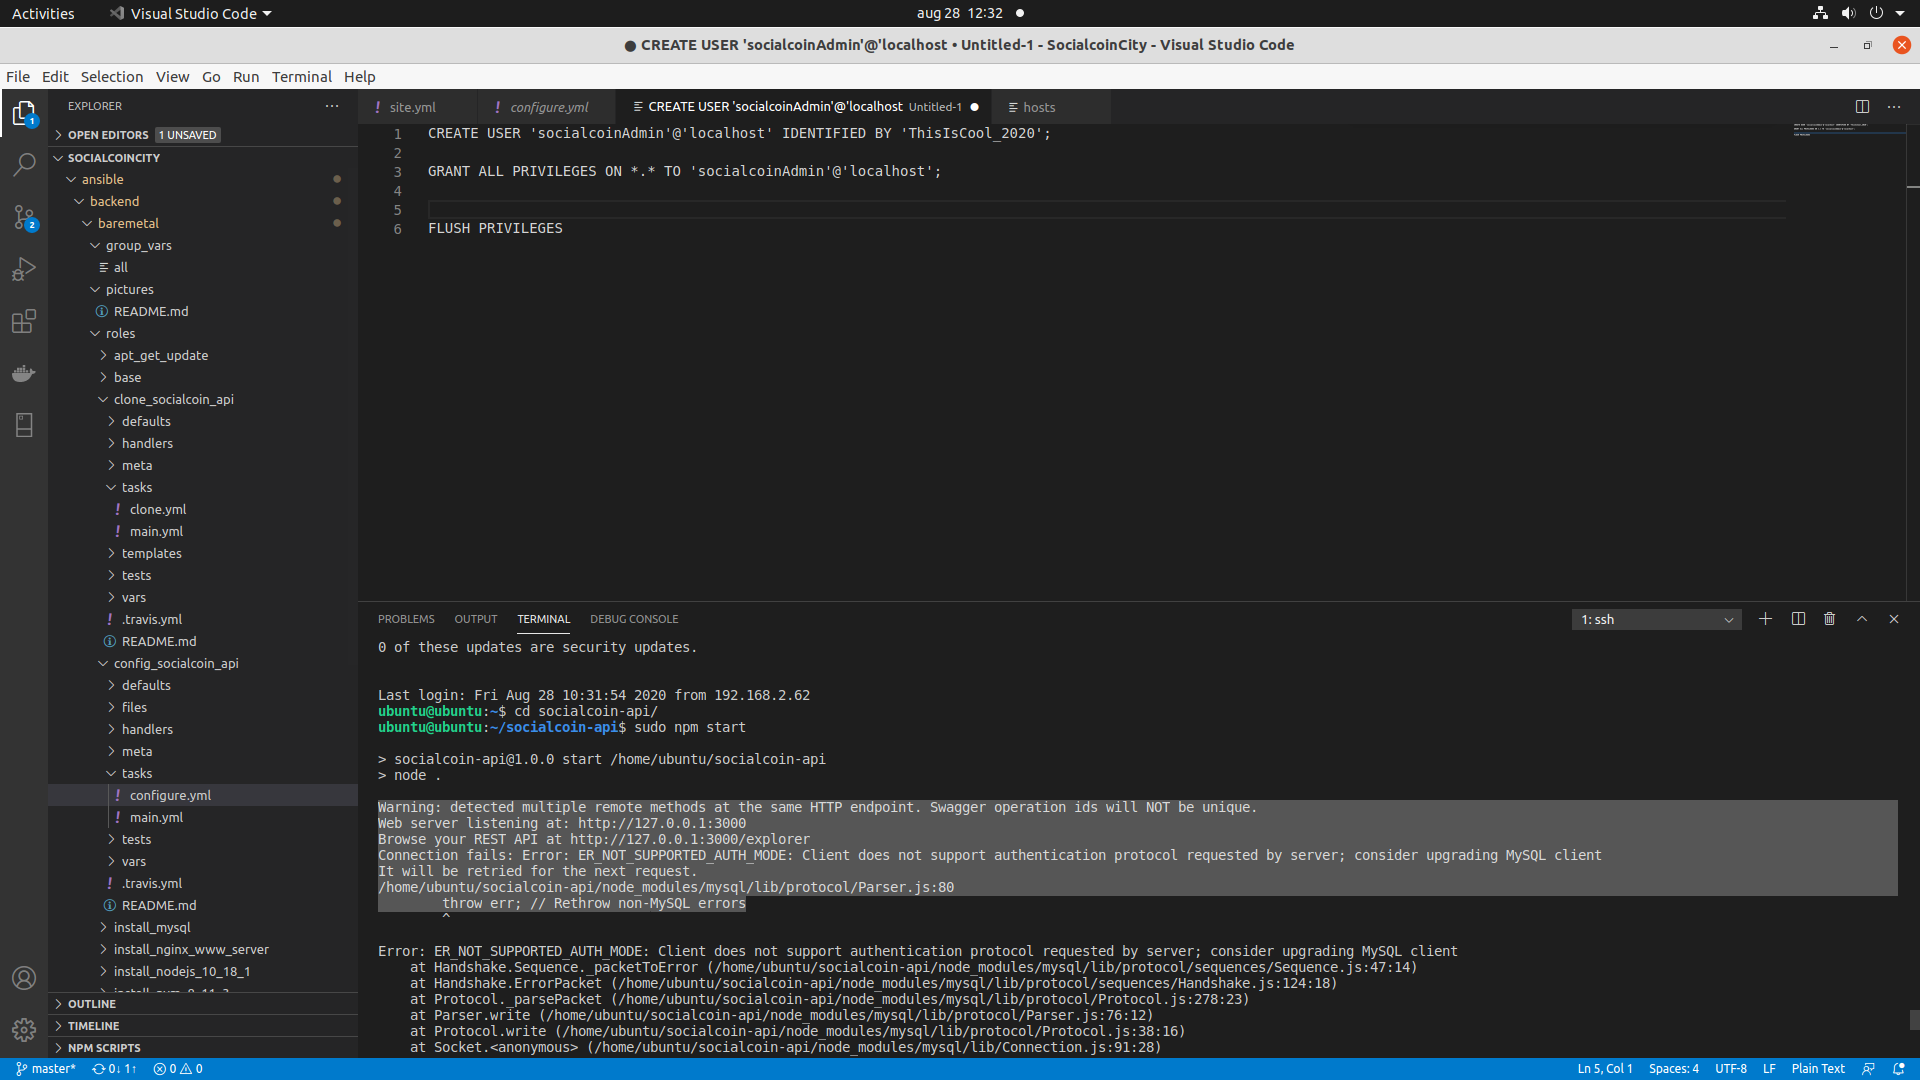 Activities
Visual Studio Code
aug 28 12:32
● CREATE USER 'socialcoinAdmin'@'localhost • Untitled-1 - SocialcoinCity - Visual Studio Code
File Edit Selection View Go Run Terminal Help
EXPLORER
OPEN EDITORS 1 UNSAVED
SOCIALCOINCITY
ansible
backend
baremetal
group_vars
all
pictures
README.md
roles
apt_get_update
base
clone_socialcoin_api
defaults
handlers
meta
tasks
clone.yml
main.yml
templates
tests
vars
.travis.yml
README.md
config_socialcoin_api
defaults
files
handlers
meta
tasks
configure.yml
main.yml
tests
vars
.travis.yml
README.md
install_mysql
install_nginx_www_server
install_nodejs_10_18_1
OUTLINE
TIMELINE
NPM SCRIPTS
1
2
site.yml
configure.yml
CREATE USER 'socialcoinAdmin'@'localhost Untitled-1
hosts
1 CREATE USER 'socialcoinAdmin'@'localhost' IDENTIFIED BY 'ThisIsCool_2020';
2
3 GRANT ALL PRIVILEGES ON *.* TO 'socialcoinAdmin'@'localhost';
4
5
6 FLUSH PRIVILEGES
PROBLEMS OUTPUT TERMINAL DEBUG CONSOLE
1: ssh
0 of these updates are security updates.
Last login: Fri Aug 28 10:31:54 2020 from 192.168.2.62
ubuntu@ubuntu:~$ cd socialcoin-api/
ubuntu@ubuntu:~/socialcoin-api$ sudo npm start
> socialcoin-api@1.0.0 start /home/ubuntu/socialcoin-api
> node .
Warning: detected multiple remote methods at the same HTTP endpoint. Swagger operation ids will NOT be unique.
Web server listening at: http://127.0.0.1:3000
Browse your REST API at http://127.0.0.1:3000/explorer
Connection fails: Error: ER_NOT_SUPPORTED_AUTH_MODE: Client does not support authentication protocol requested by server; consider upgrading MySQL client
It will be retried for the next request.
/home/ubuntu/socialcoin-api/node_modules/mysql/lib/protocol/Parser.js:80
throw err; // Rethrow non-MySQL errors
^
Error: ER_NOT_SUPPORTED_AUTH_MODE: Client does not support authentication protocol requested by server; consider upgrading MySQL client
at Handshake.Sequence._packetToError (/home/ubuntu/socialcoin-api/node_modules/mysql/lib/protocol/sequences/Sequence.js:47:14)
at Handshake.ErrorPacket (/home/ubuntu/socialcoin-api/node_modules/mysql/lib/protocol/sequences/Handshake.js:124:18)
at Protocol._parsePacket (/home/ubuntu/socialcoin-api/node_modules/mysql/lib/protocol/Protocol.js:278:23)
at Parser.write (/home/ubuntu/socialcoin-api/node_modules/mysql/lib/protocol/Parser.js:76:12)
at Protocol.write (/home/ubuntu/socialcoin-api/node_modules/mysql/lib/protocol/Protocol.js:38:16)
at Socket.<anonymous> (/home/ubuntu/socialcoin-api/node_modules/mysql/lib/Connection.js:91:28)
master* 0↓ 1↑ 0 0
Ln 5, Col 1 Spaces: 4 UTF-8 LF Plain Text